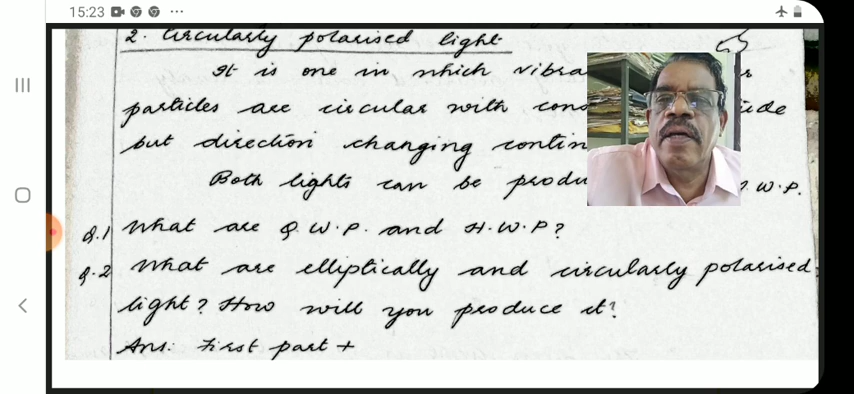 15:23
2. Circularly polarised light
It is one in which vibra
particles are circular with cons ude
but direction changing contin
Both lights can be produ .W.P.
Q.1 What are Q.W.P. and H.W.P?
Q.2 What are elliptically and circularly polarised
light? How will you produce it?
Ans: First part +